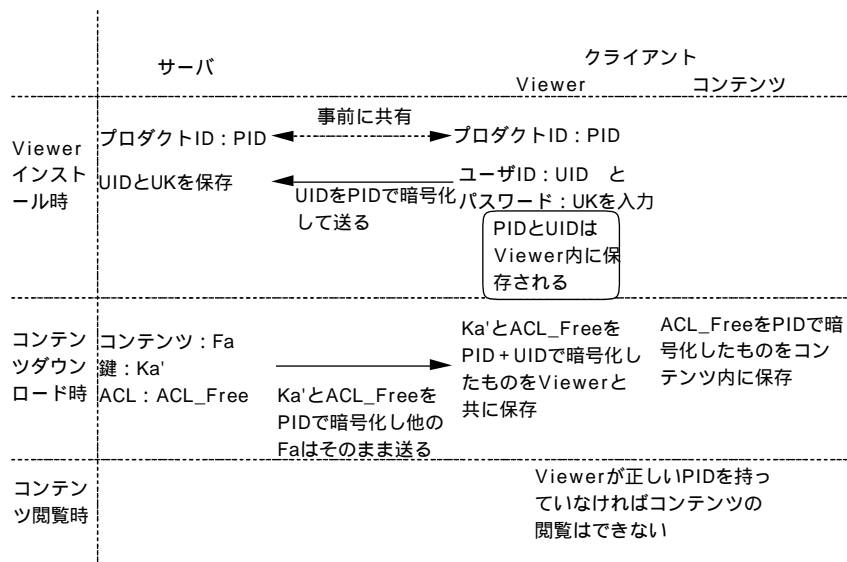 サーバ
クライアント
Viewer
コンテンツ
Viewer
インスト
ール時
プロダクトID：PID
事前に共有
プロダクトID：PID
UIDとUKを保存
UIDをPIDで暗号化
して送る
ユーザID：UID　と
パスワード：UKを入力
PIDとUIDは
Viewer内に保
存される
コンテン
ツダウン
ロード時
コンテンツ：Fa
鍵：Ka'
ACL：ACL_Free
Ka'とACL_Freeを
PIDで暗号化し他の
Faはそのまま送る
Ka'とACL_Freeを
PID+UIDで暗号化し
たものをViewerと
共に保存
ACL_FreeをPIDで暗
号化したものをコン
テンツ内に保存
コンテン
ツ閲覧時
Viewerが正しいPIDを持っ
ていなければコンテンツの
閲覧はできない